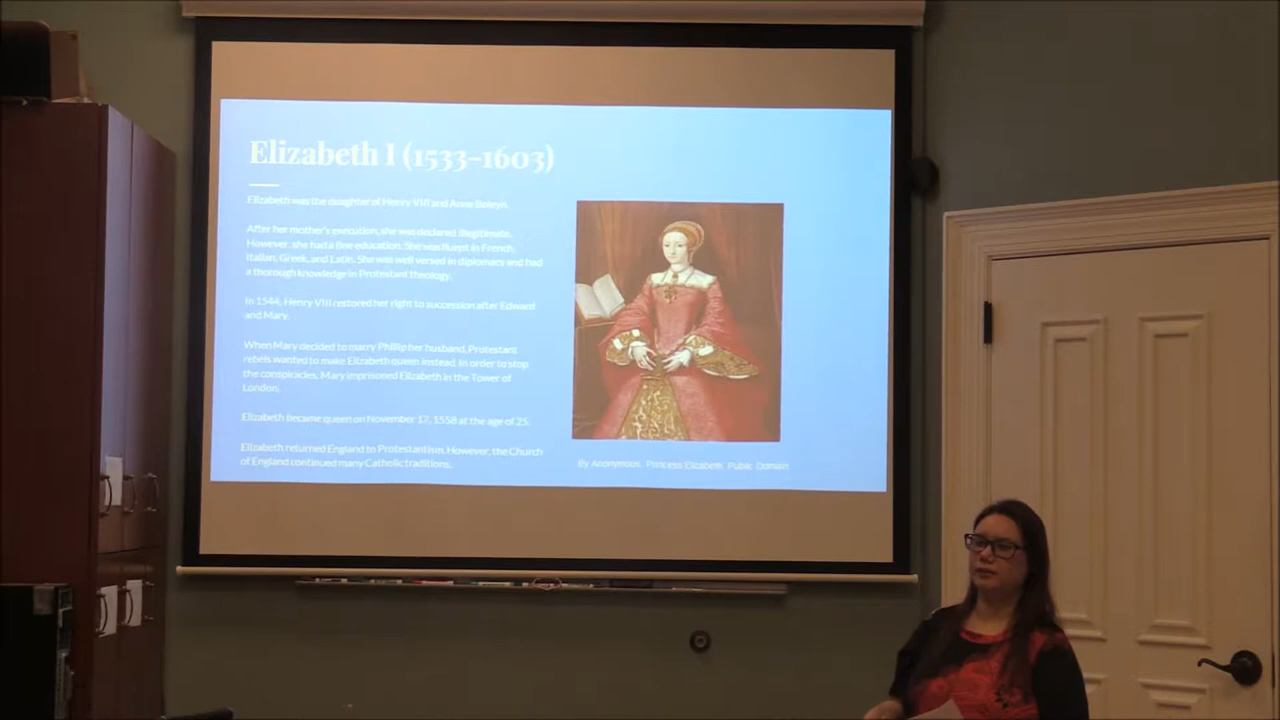 Elizabeth I (1533–1603)
Elizabeth was the daughter of Henry VIII and Anne Boleyn.
After her mother's execution, she was declared illegitimate.
However, she had a fine education. She was fluent in French,
Italian, Greek, and Latin. She was well versed in diplomacy and had
a thorough knowledge in Protestant theology.
In 1544, Henry VIII restored her right to succession after Edward
and Mary.
When Mary decided to marry Phillip her husband, Protestant
rebels wanted to make Elizabeth queen instead. In order to stop
the conspiracies, Mary imprisoned Elizabeth in the Tower of
London.
Elizabeth became queen on November 17, 1558 at the age of 25.
Elizabeth returned England to Protestantism. However, the Church
of England continued many Catholic traditions.
By Anonymous. Princess Elizabeth. Public Domain